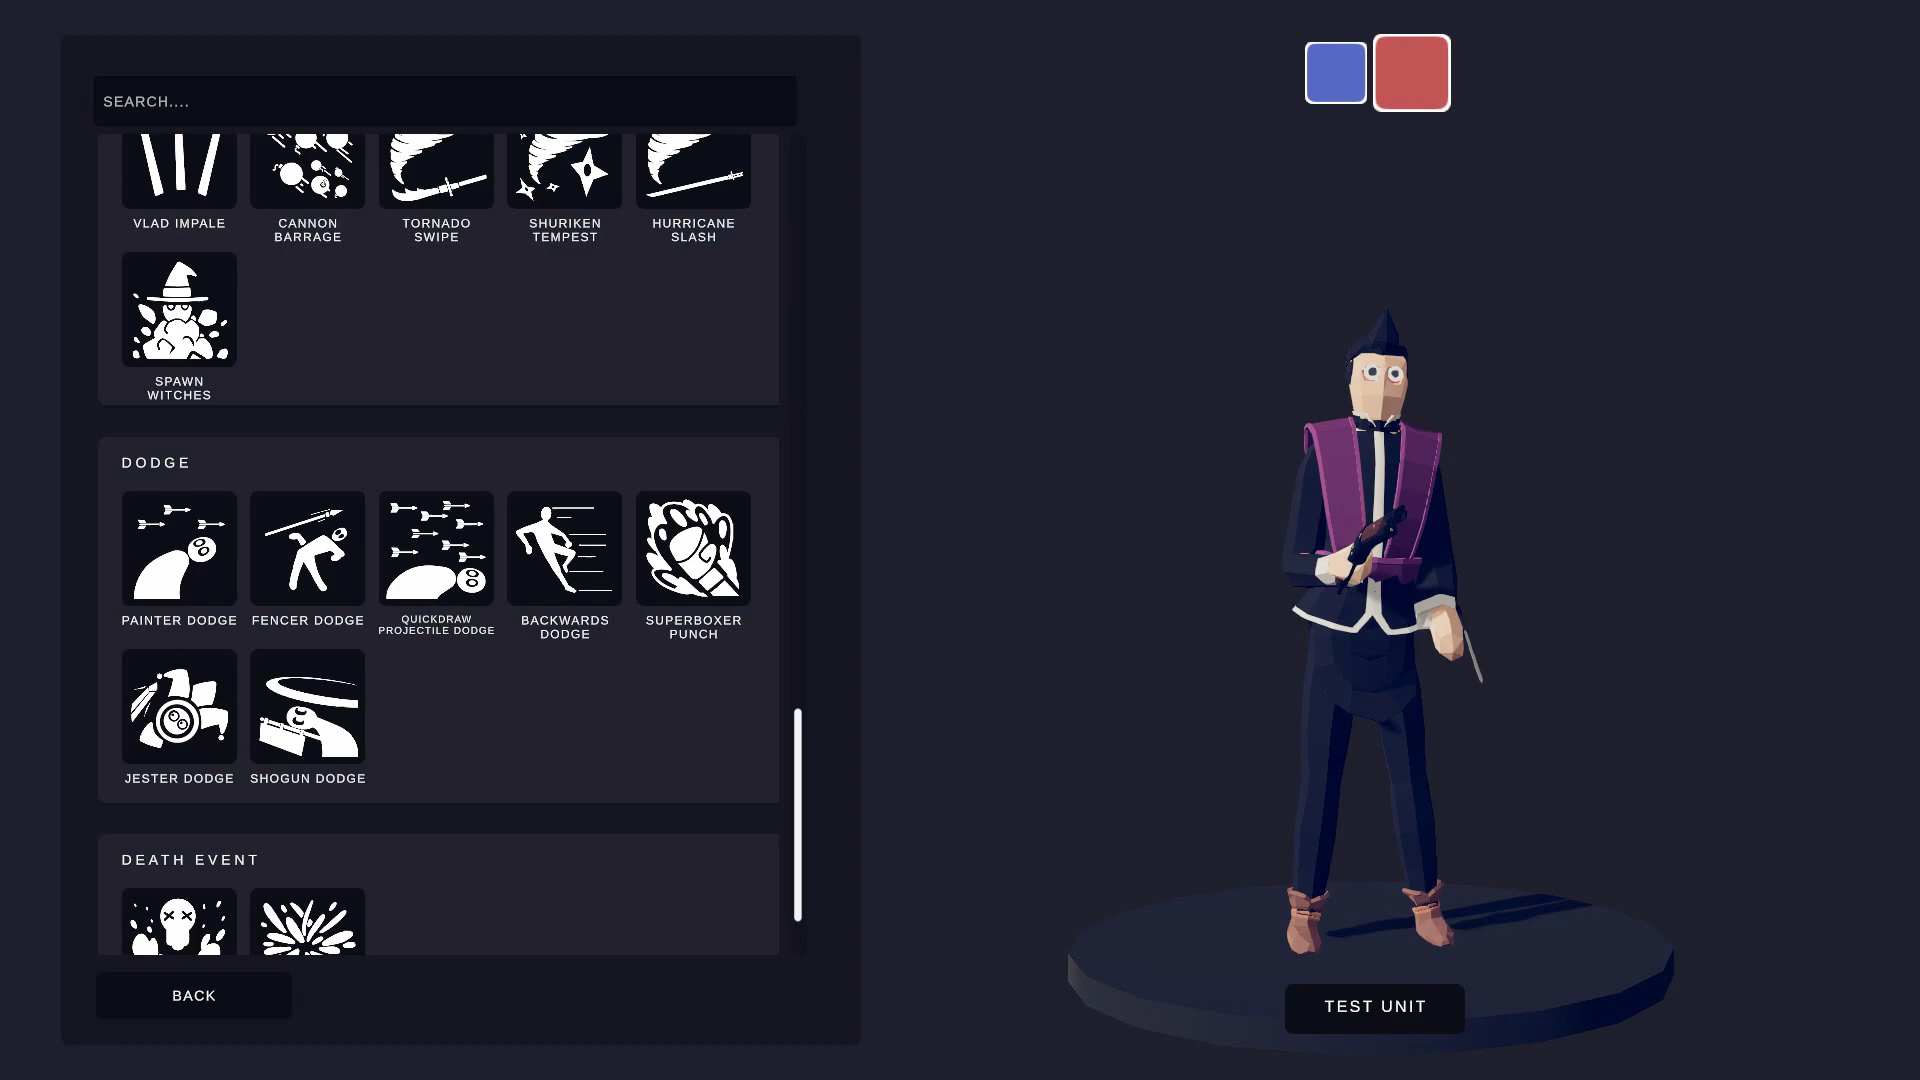 SEARCH....
VLAD IMPALE
CANNON
BARRAGE
TORNADO
SWIPE
SHURIKEN
TEMPEST
HURRICANE
SLASH
SPAWN
WITCHES
DODGE
PAINTER DODGE
FENCER DODGE
QUICKDRAW
PROJECTILE DODGE
BACKWARDS
DODGE
SUPERBOXER
PUNCH
JESTER DODGE
SHOGUN DODGE
DEATH EVENT
BACK
TEST UNIT